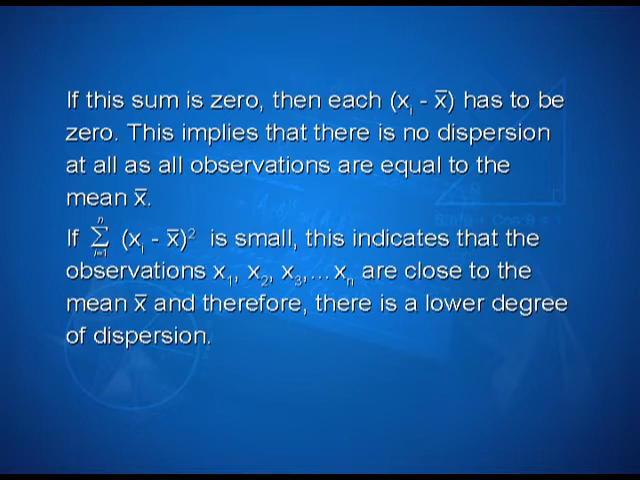 If this sum is zero, then each (xᵢ - x̄) has to be
zero. This implies that there is no dispersion
at all as all observations are equal to the
mean x̄.
If ∑ⁿᵢ₌₁ (xᵢ - x̄)² is small, this indicates that the
observations x₁, x₂, x₃,...xₙ are close to the
mean x̄ and therefore, there is a lower degree
of dispersion.